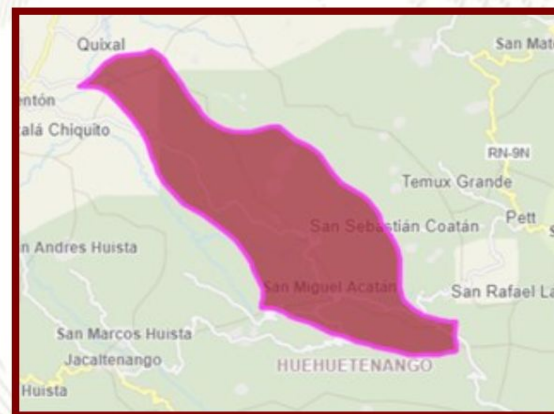 Quixal
San Mat
entón
alá Chiquito
RN-9N
Temux Grande
Pett
S
San Sebastián Coatán
n Andres Huista
San Miguel Acatán
San Rafael La
San Marcos Huista
Jacaltenango
HUEHUETENANGO
Huista